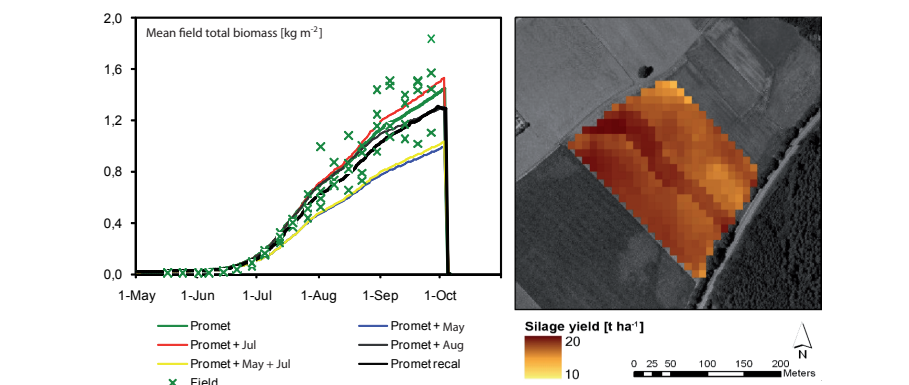 Mean field total biomass [kg m⁻²]
2,0
1,6
1,2
0,8
0,4
0,0
1-May 1-Jun 1-Jul 1-Aug 1-Sep 1-Oct
Promet
Promet + May
Promet + Jul
Promet + Aug
Promet + May + Jul
Promet recal
Field
Silage yield [t ha⁻¹]
20
10
N
0 25 50 100 150 200
Meters